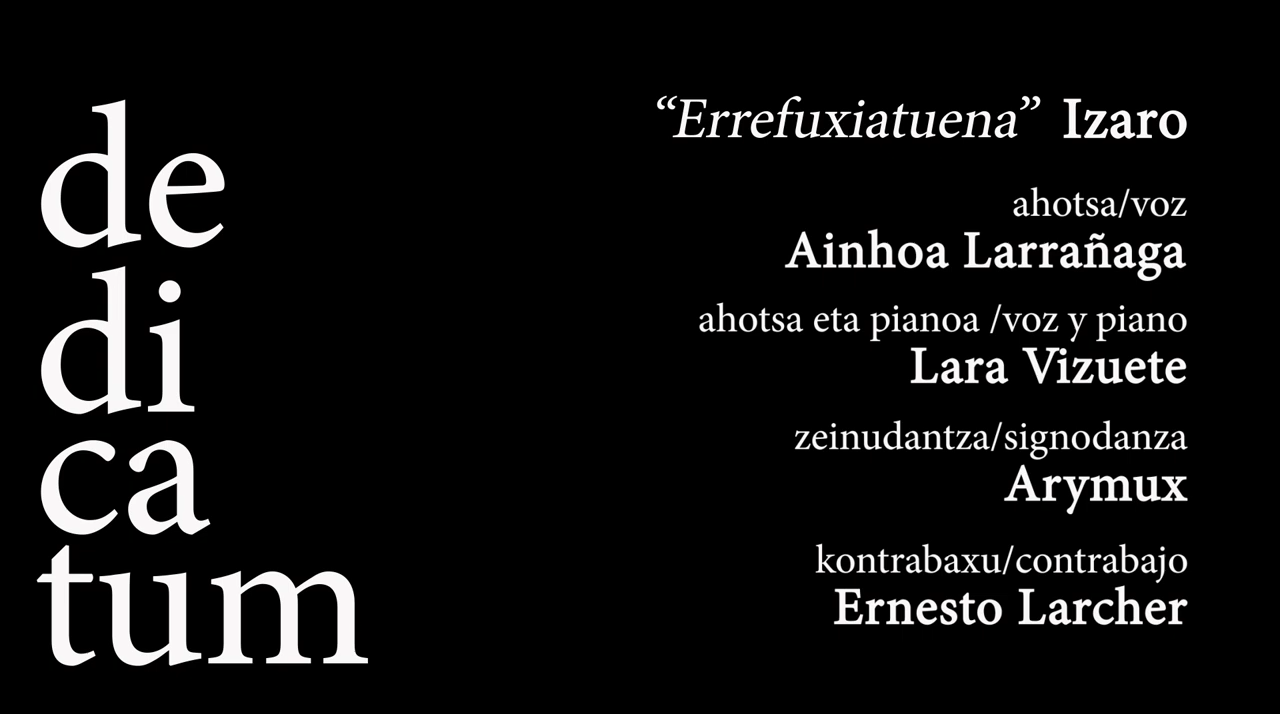 de
di
ca
tum
“Errefuxiatuena” Izaro
ahotsa/voz
Ainhoa Larrañaga
ahotsa eta pianoa /voz y piano
Lara Vizuete
zeinudantza/signodanza
Arymux
kontrabaxu/contrabajo
Ernesto Larcher